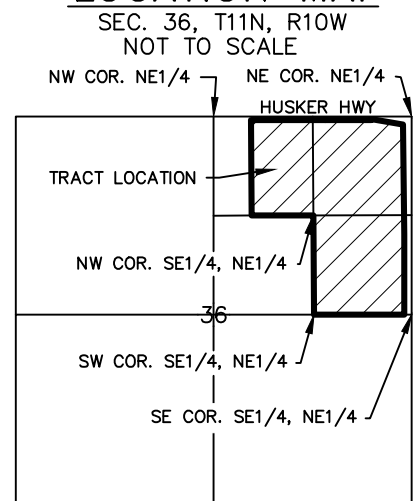 SEC. 36, T11N, R10W
NOT TO SCALE
NW COR. NE1/4
NE COR. NE1/4
HUSKER HWY
TRACT LOCATION
NW COR. SE1/4, NE1/4
36
SW COR. SE1/4, NE1/4
SE COR. SE1/4, NE1/4